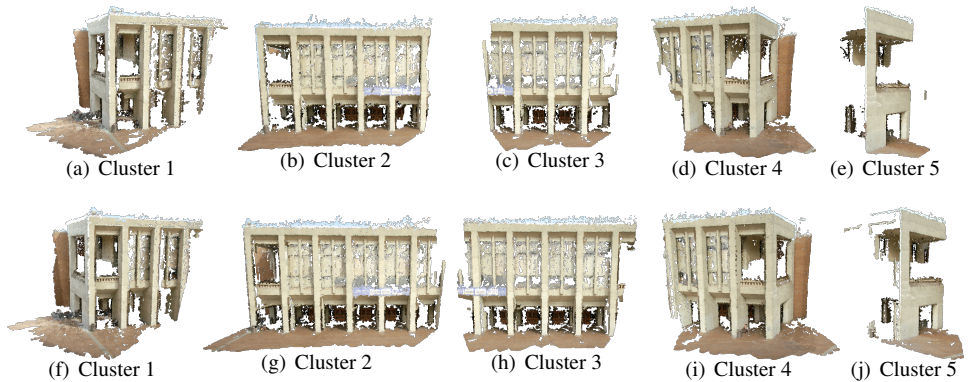 (a) Cluster 1
(b) Cluster 2
(c) Cluster 3
(d) Cluster 4
(e) Cluster 5
(f) Cluster 1
(g) Cluster 2
(h) Cluster 3
(i) Cluster 4
(j) Cluster 5